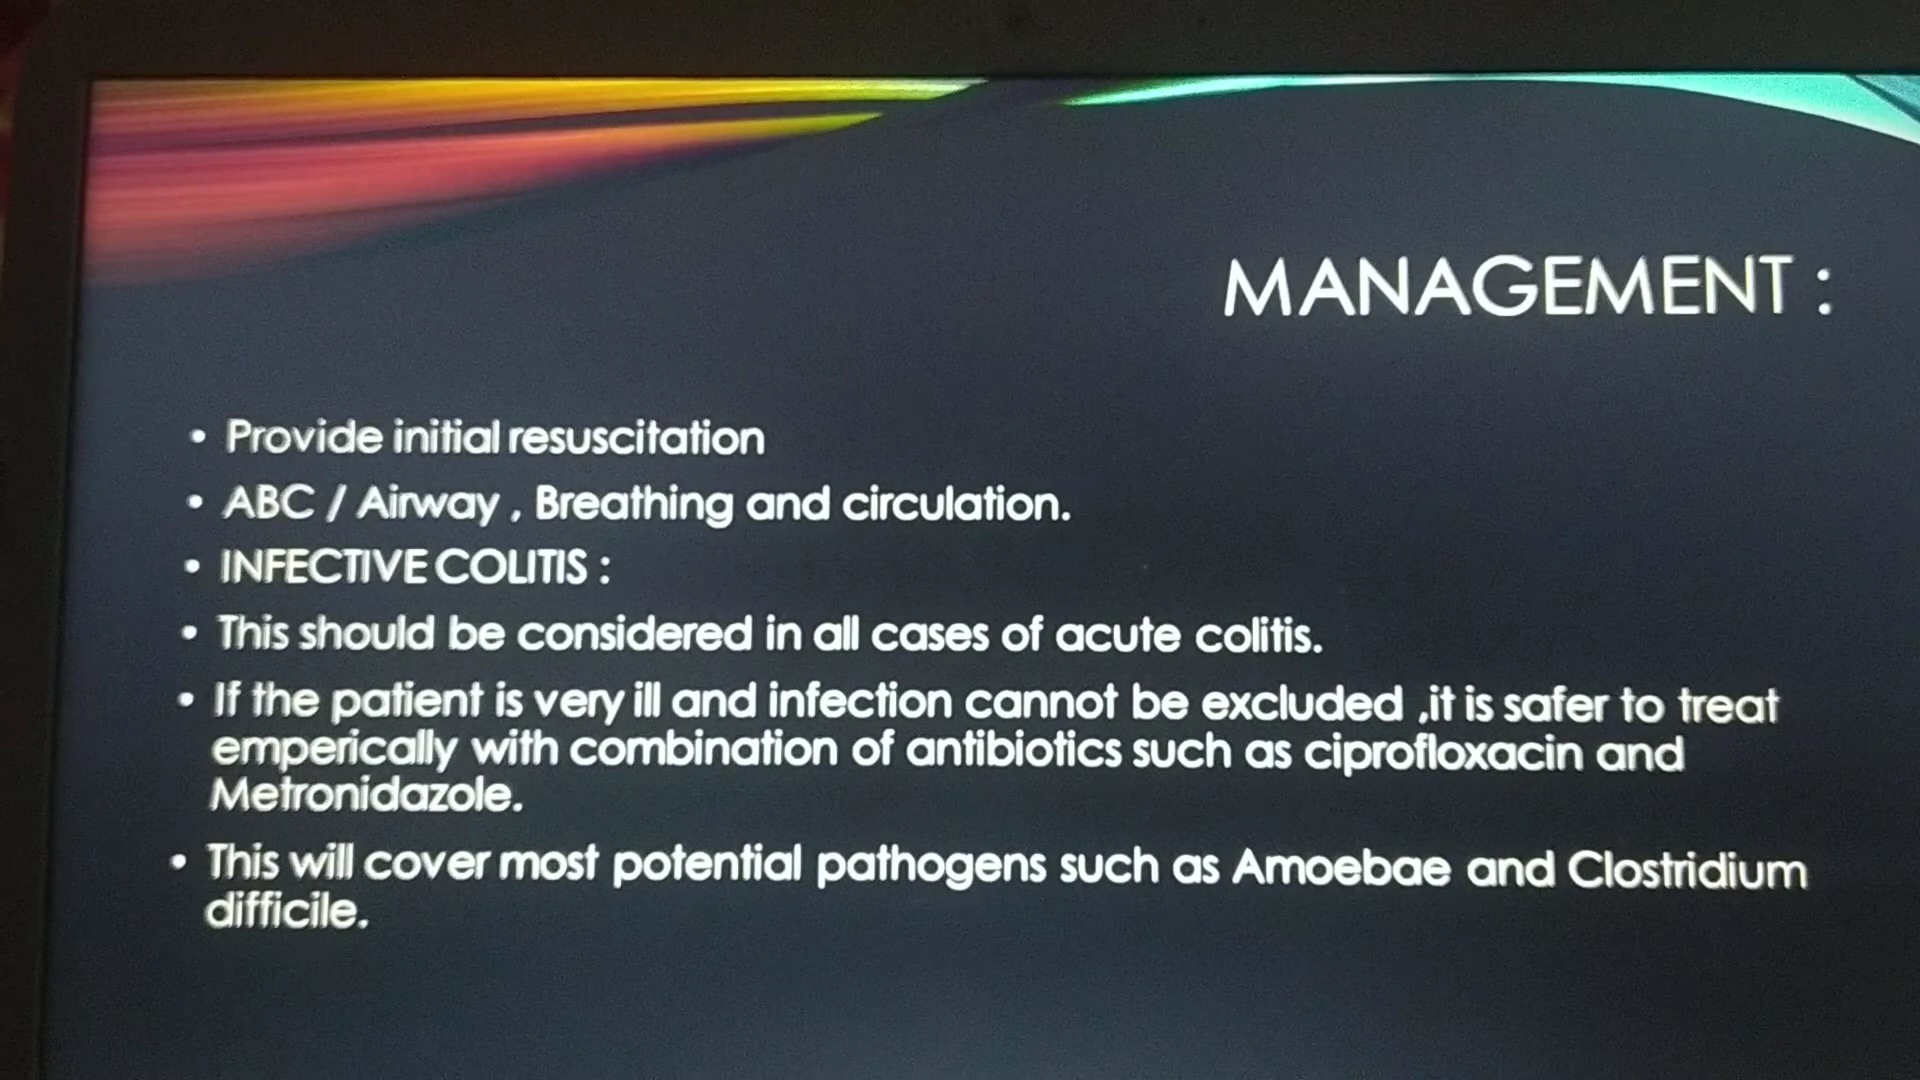 MANAGEMENT :
• Provide initial resuscitation
• ABC / Airway , Breathing and circulation.
• INFECTIVE COLITIS :
• This should be considered in all cases of acute colitis.
• If the patient is very ill and infection cannot be excluded ,it is safer to treat
emperically with combination of antibiotics such as ciprofloxacin and
Metronidazole.
• This will cover most potential pathogens such as Amoebae and Clostridium
difficile.